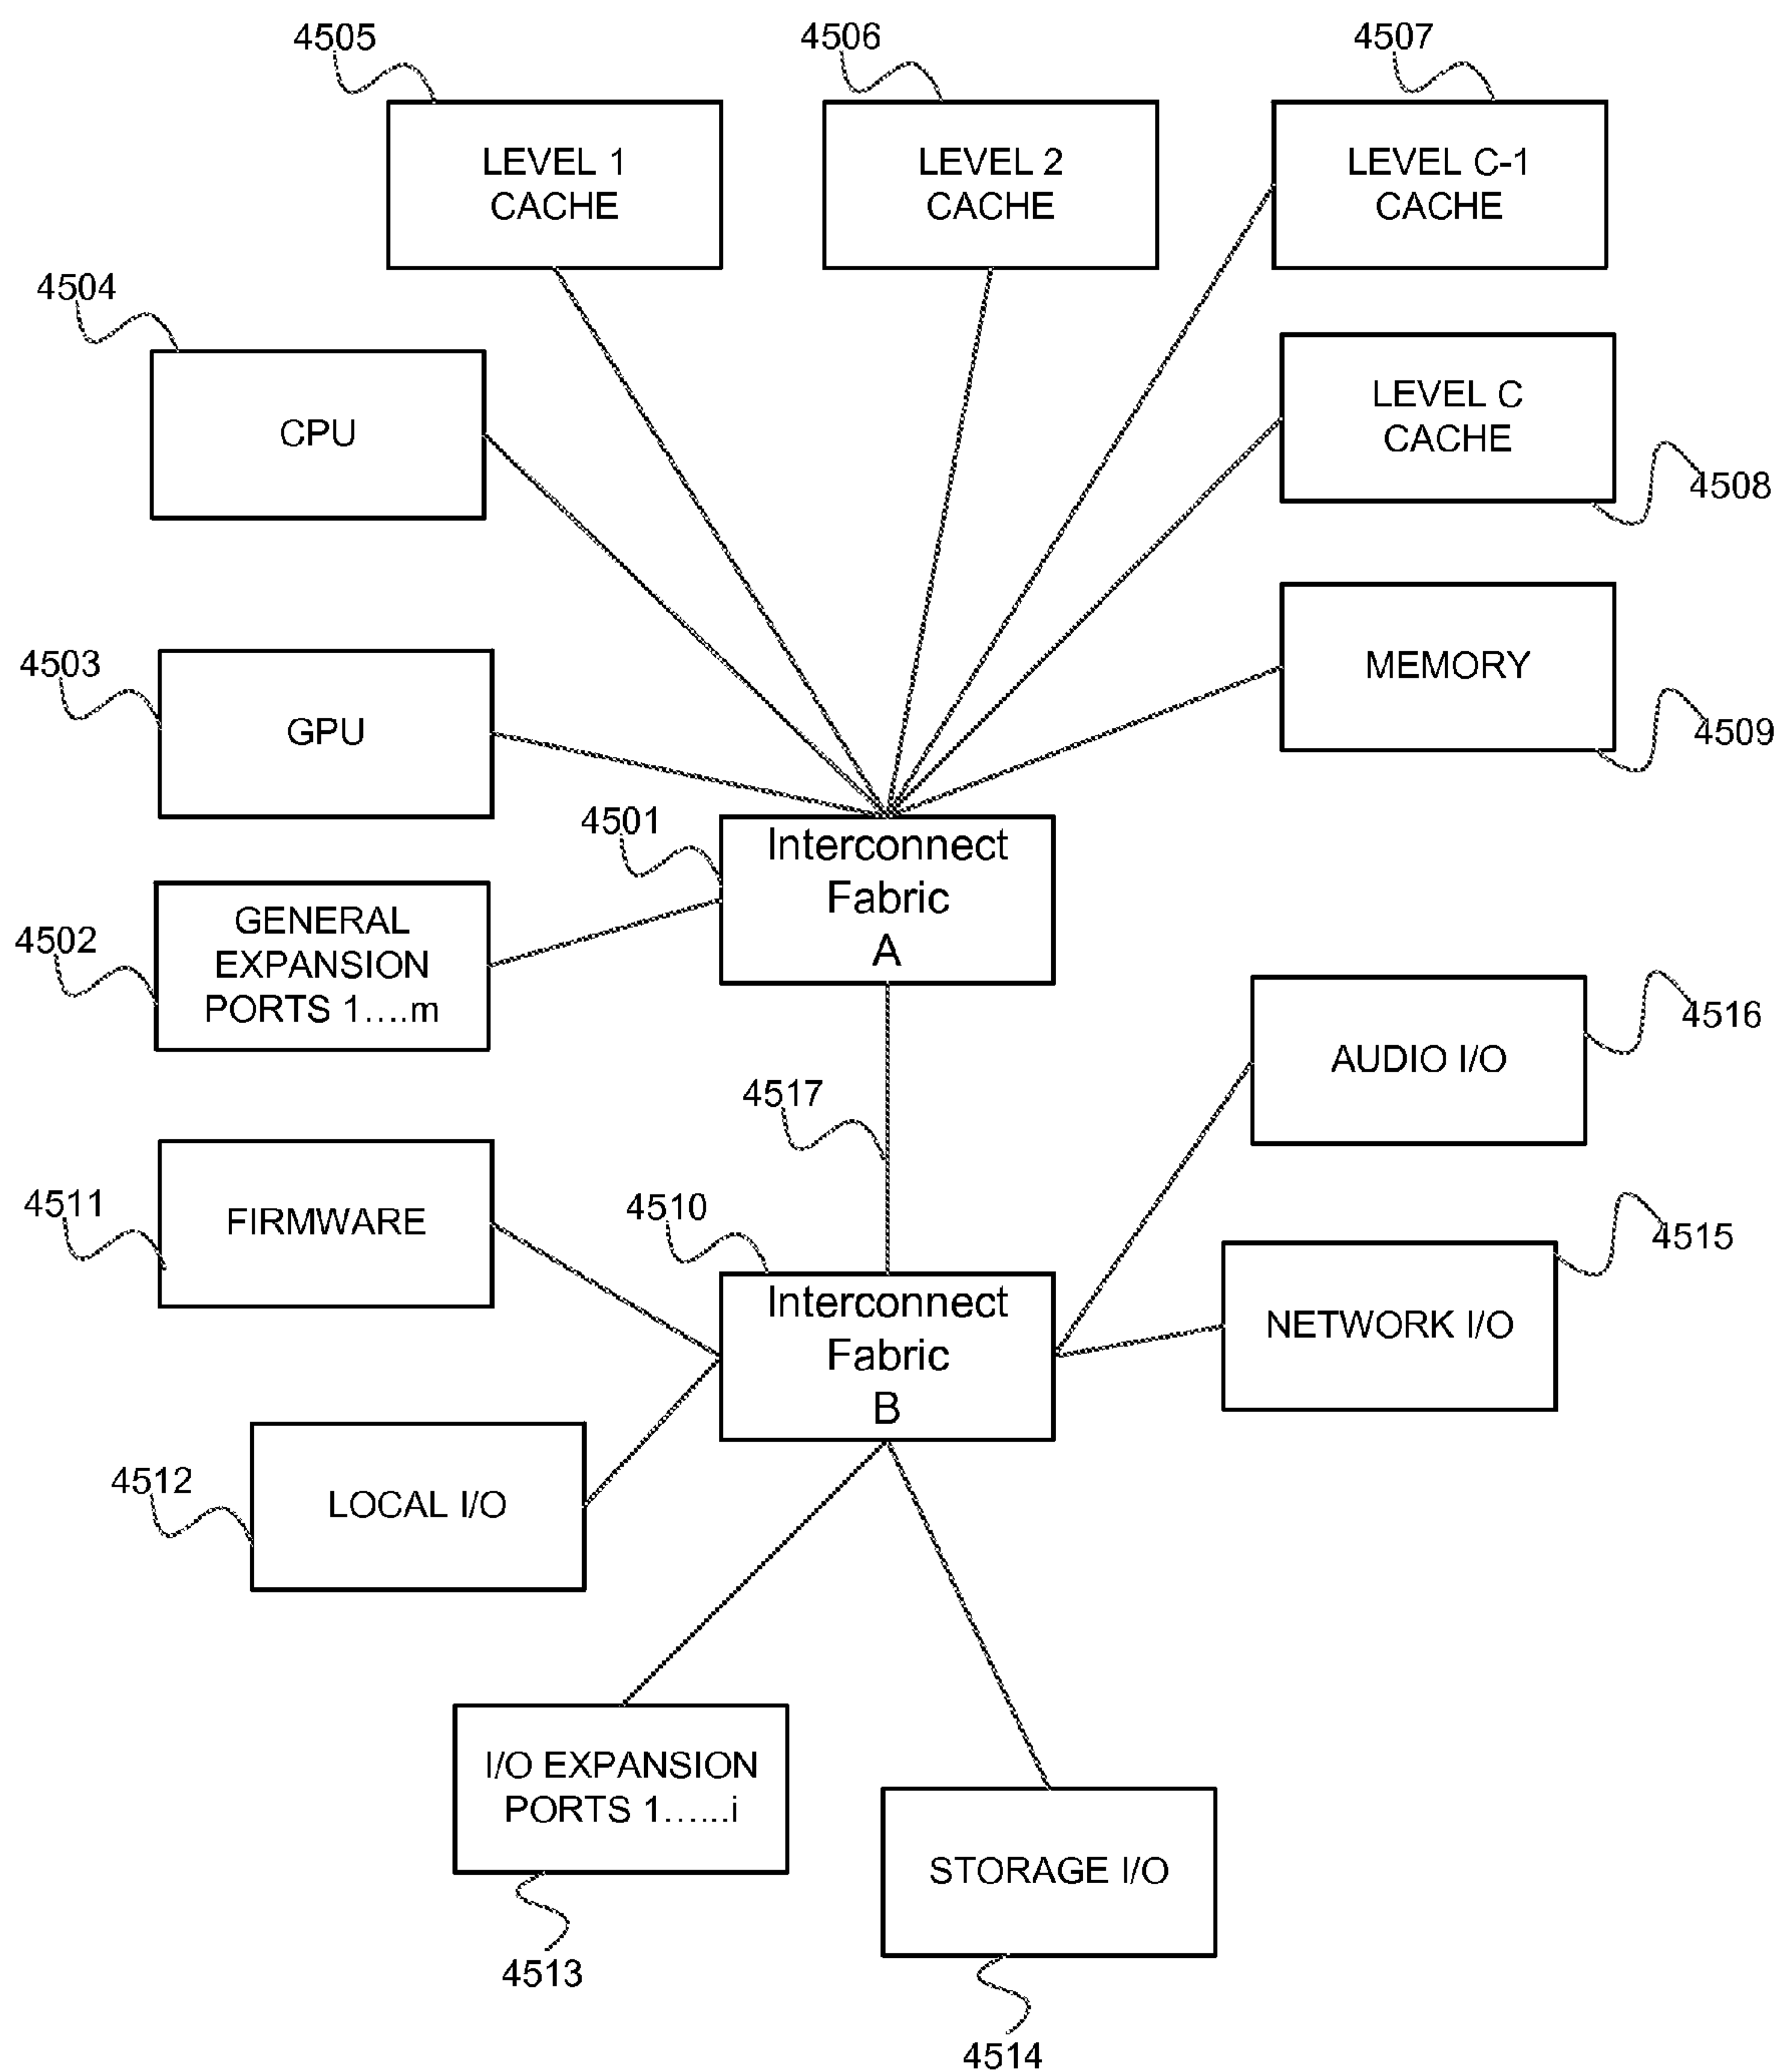 4505
4506
4507
LEVEL 1
CACHE
LEVEL 2
CACHE
LEVEL C-1
CACHE
4504
CPU
LEVEL C
CACHE
4508
4503
GPU
MEMORY
4509
4501
Interconnect
Fabric
A
4502
GENERAL
EXPANSION
PORTS 1....m
4516
AUDIO I/O
4517
4511
FIRMWARE
4510
Interconnect
Fabric
B
4515
NETWORK I/O
4512
LOCAL I/O
I/O EXPANSION
PORTS 1......i
4513
STORAGE I/O
4514